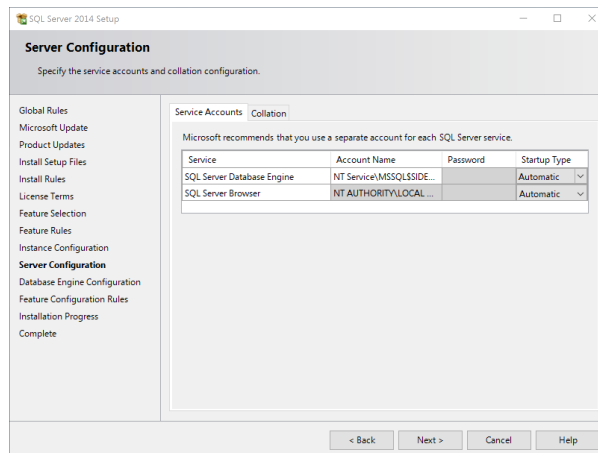 SQL Server 2014 Setup
Server Configuration
Specify the service accounts and collation configuration.
Global Rules
Microsoft Update
Product Updates
Install Setup Files
Install Rules
License Terms
Feature Selection
Feature Rules
Instance Configuration
Server Configuration
Database Engine Configuration
Feature Configuration Rules
Installation Progress
Complete
Service Accounts Collation
Microsoft recommends that you use a separate account for each SQL Server service.
Service Account Name Password Startup Type
SQL Server Database Engine NT Service\MSSQL$SIDE... Automatic
SQL Server Browser NT AUTHORITY\LOCAL ... Automatic
< Back Next > Cancel Help